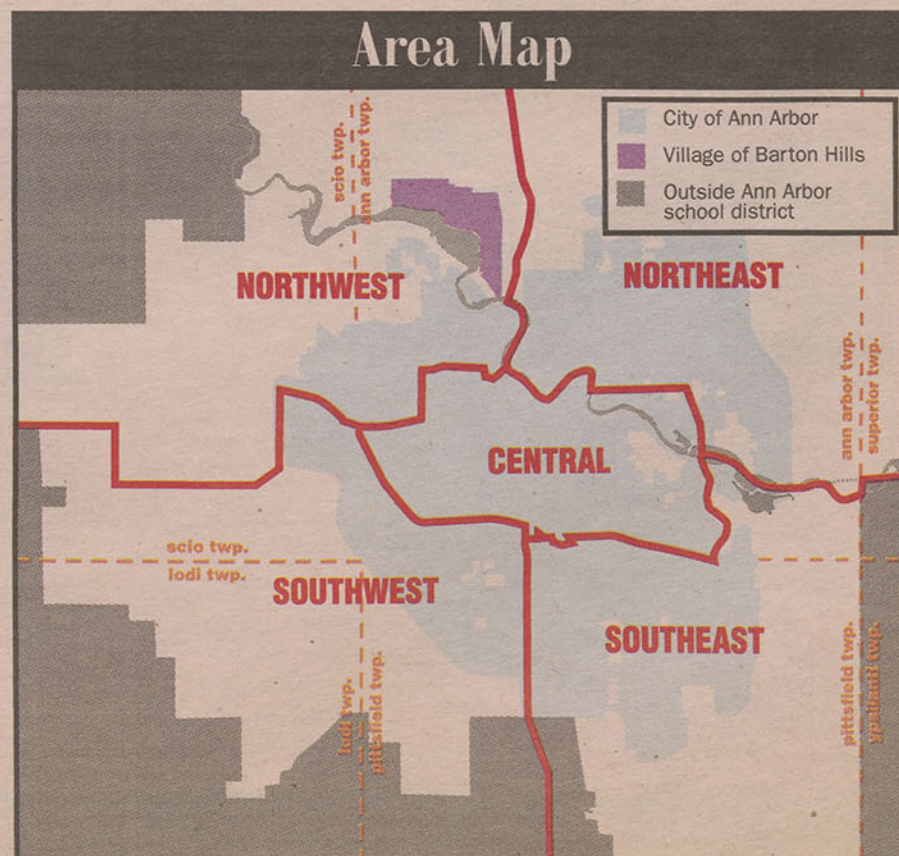 Area Map
City of Ann Arbor
Village of Barton Hills
Outside Ann Arbor
school district
scio twp.
ann arbor twp.
NORTHWEST
NORTHEAST
ann arbor twp.
superior twp.
CENTRAL
scio twp.
lodi twp.
SOUTHWEST
SOUTHEAST
lodi twp.
pittsfield twp.
pittsfield twp.
ypsilanti twp.